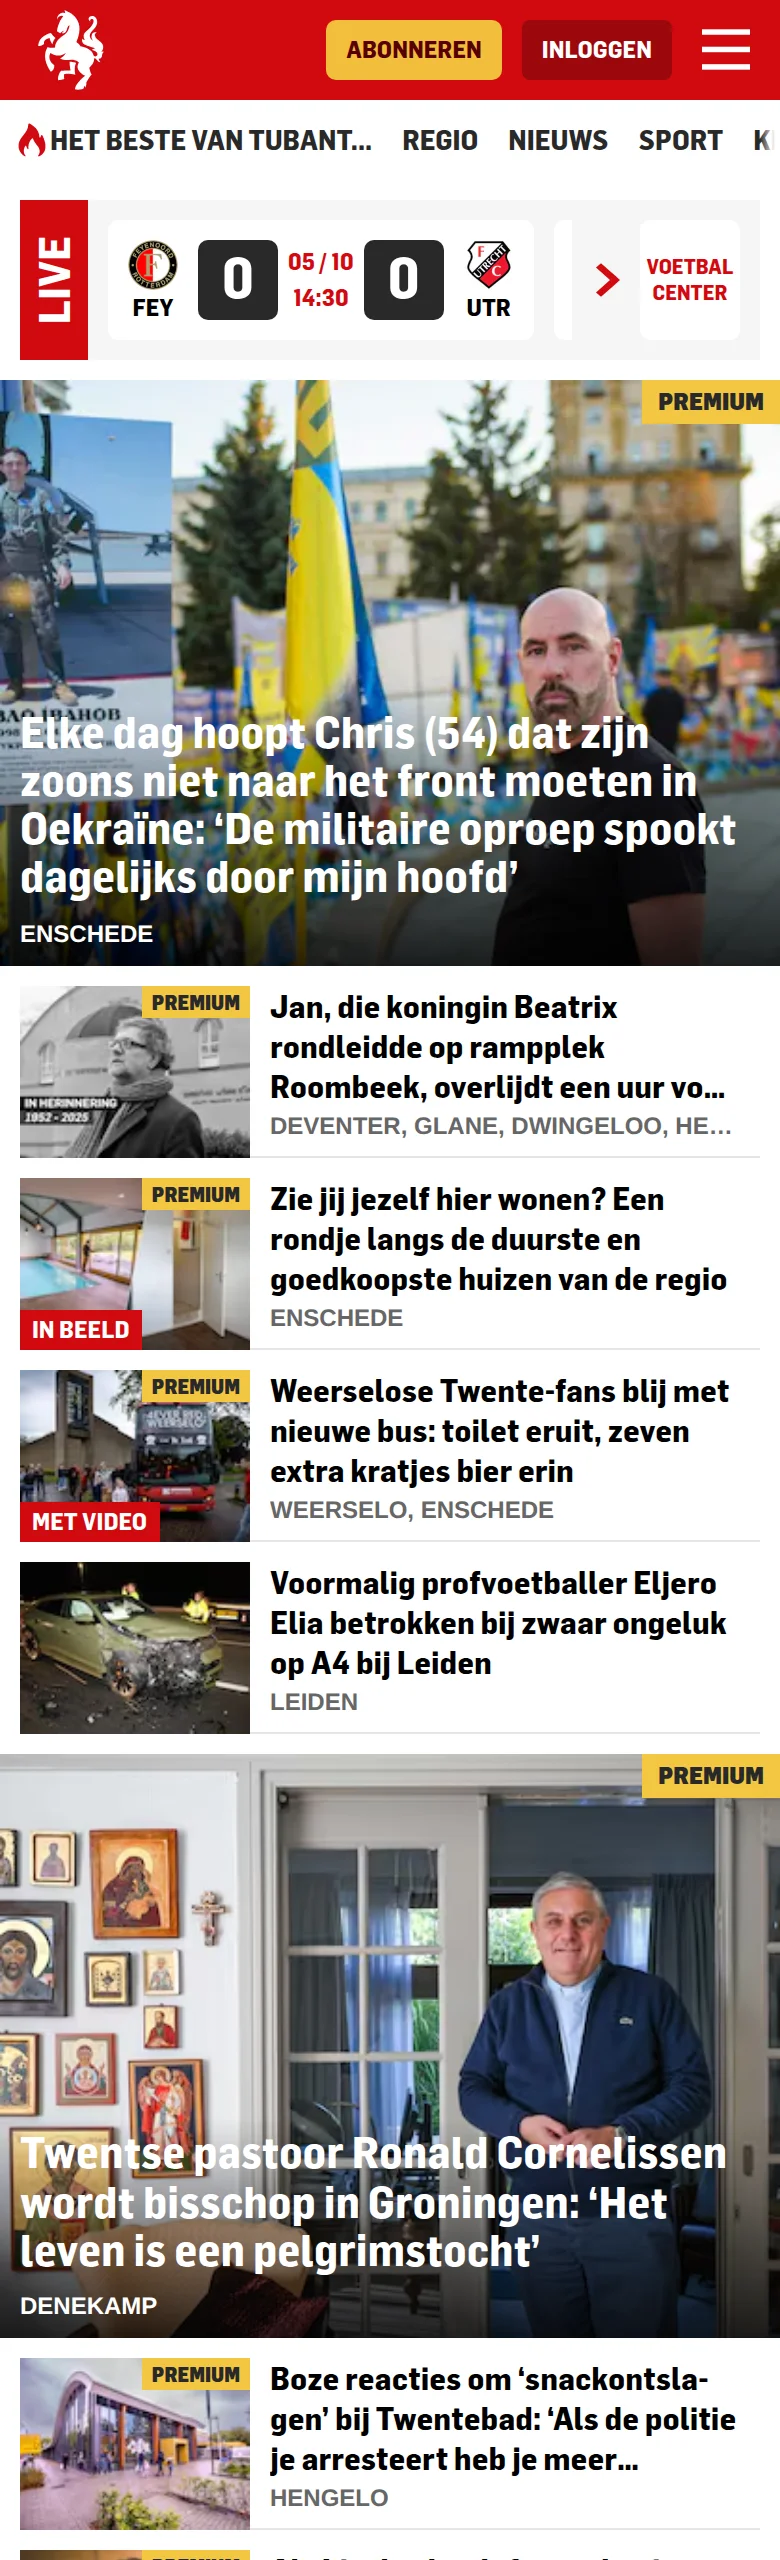 ABONNEREN
INLOGGEN
HET BESTE VAN TUBANT...
REGIO
NIEUWS
SPORT
LIVE
FEY
0
05 / 10
14:30
0
UTR
VOETBAL
CENTER
PREMIUM
Elke dag hoopt Chris (54) dat zijn
zoons niet naar het front moeten in
Oekraïne: ‘De militaire oproep spookt
dagelijks door mijn hoofd’
ENSCHEDE
PREMIUM
IN HERINNERING
1952 - 2025
Jan, die koningin Beatrix
rondleidde op rampplek
Roombeek, overlijdt een uur vo...
DEVENTER, GLANE, DWINGELOO, HE...
PREMIUM
IN BEELD
Zie jij jezelf hier wonen? Een
rondje langs de duurste en
goedkoopste huizen van de regio
ENSCHEDE
PREMIUM
MET VIDEO
Weerselose Twente-fans blij met
nieuwe bus: toilet eruit, zeven
extra kratjes bier erin
WEERSELO, ENSCHEDE
Voormalig profvoetballer Eljero
Elia betrokken bij zwaar ongeluk
op A4 bij Leiden
LEIDEN
PREMIUM
Twentse pastoor Ronald Cornelissen
wordt bisschop in Groningen: ‘Het
leven is een pelgrimstocht’
DENEKAMP
PREMIUM
Boze reacties om ‘snackontsla-
gen’ bij Twentebad: ‘Als de politie
je arresteert heb je meer...
HENGELO